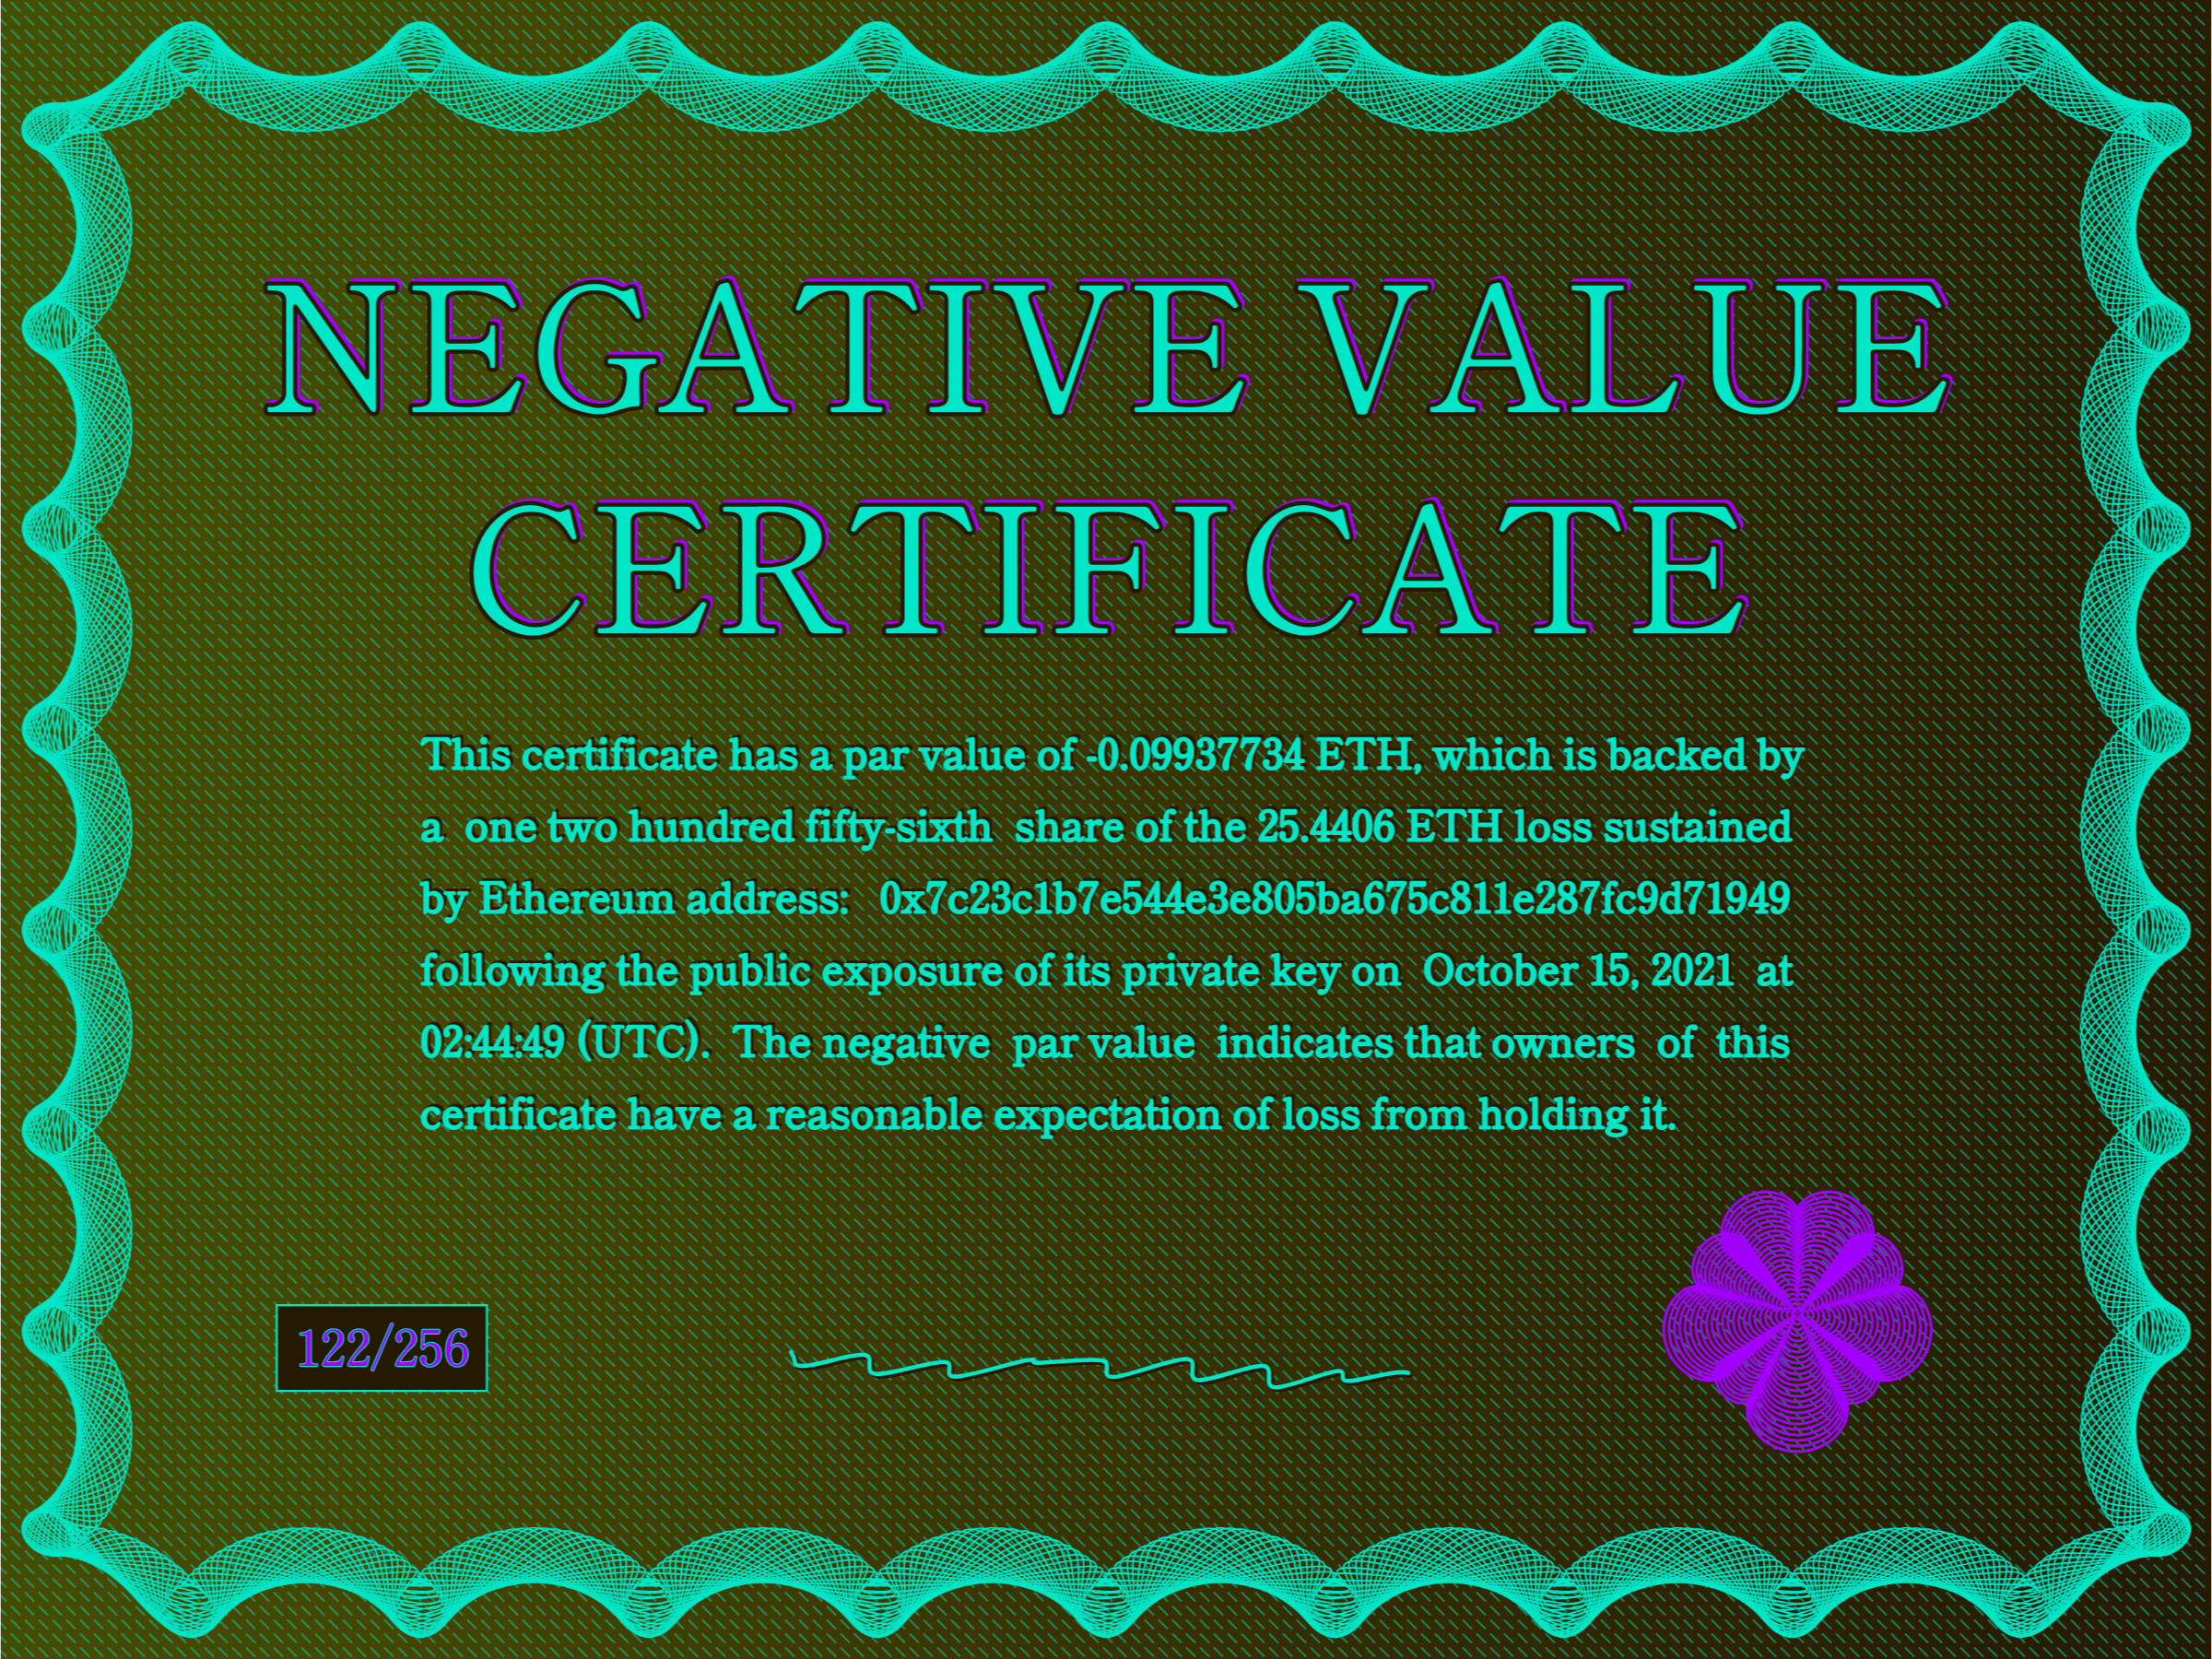 NEGATIVE VALUE
CERTIFICATE
This certificate has a par value of -0.09937734 ETH, which is backed by
a one two hundred fifty-sixth share of the 25.4406 ETH loss sustained
by Ethereum address: 0x7c23c1b7e544e3e805ba675c811e287fc9d71949
following the public exposure of its private key on October 15, 2021 at
02:44:49 (UTC). The negative par value indicates that owners of this
certificate have a reasonable expectation of loss from holding it.
122/256